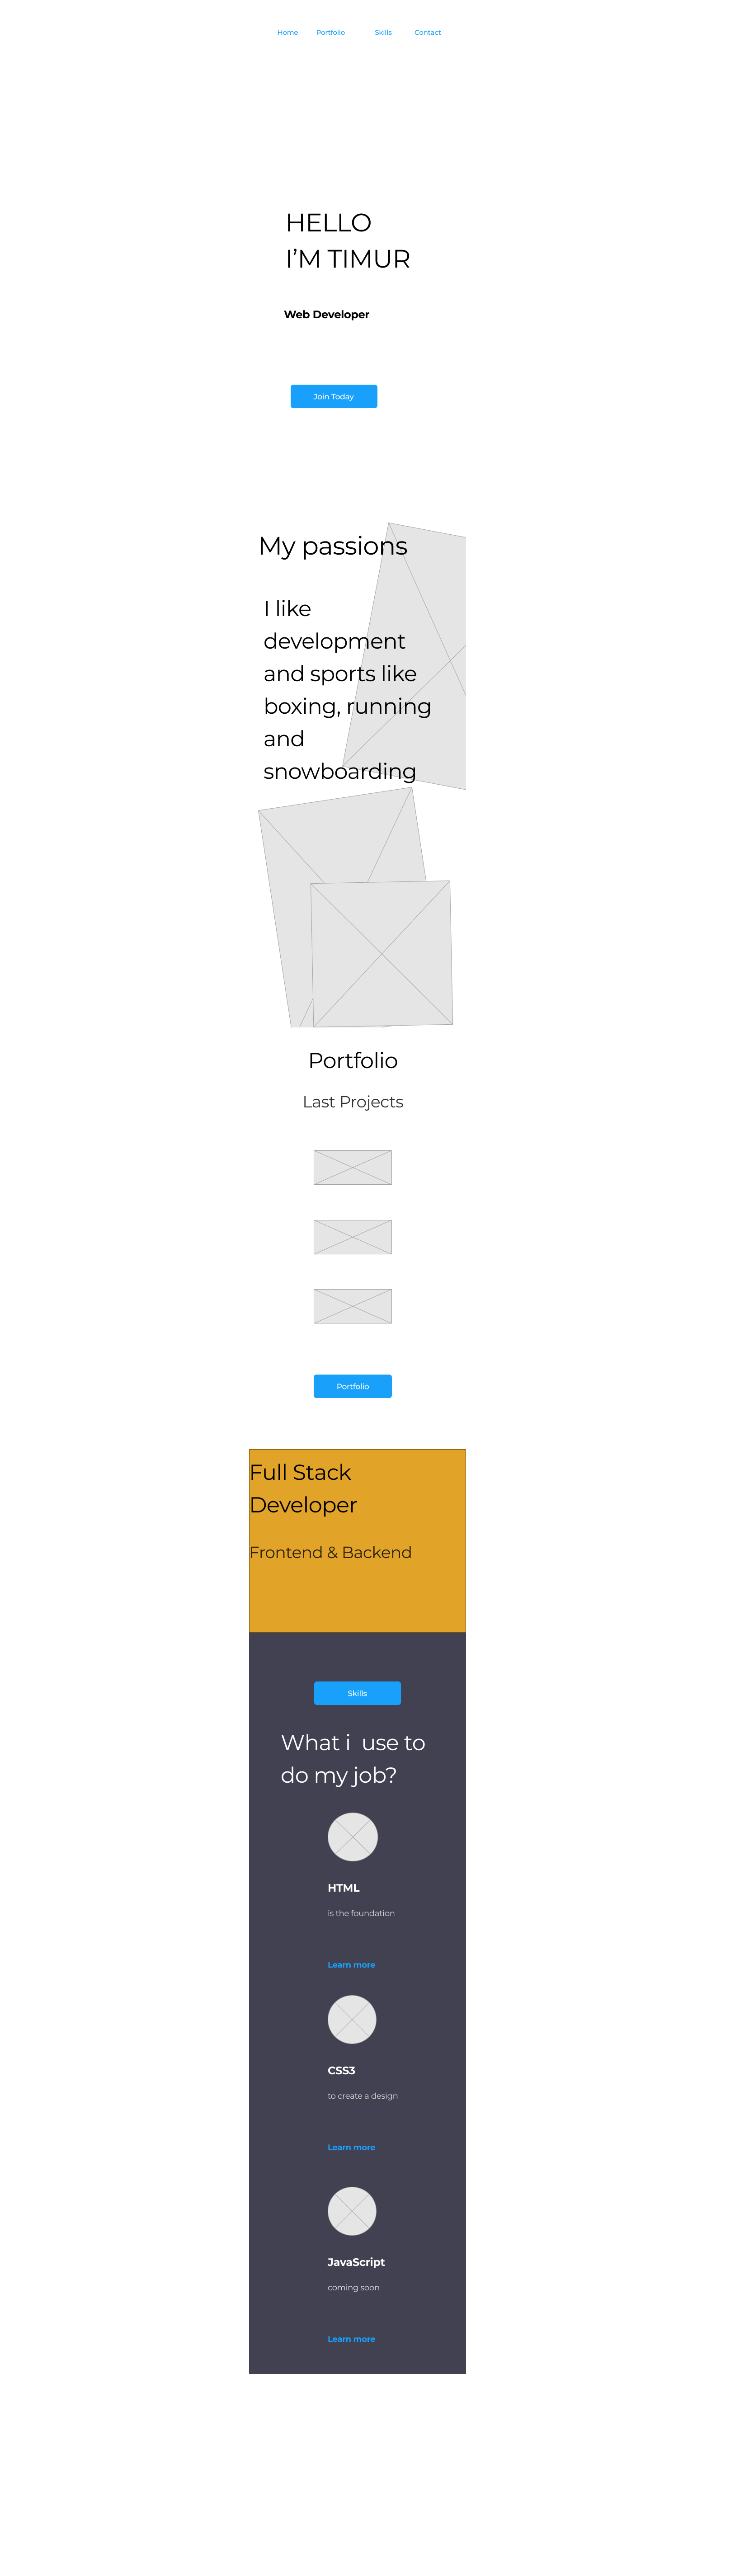 Home Portfolio Skills Contact
HELLO
I’M TIMUR
Web Developer
Join Today
My passions
I like
development
and sports like
boxing, running
and
snowboarding
Portfolio
Last Projects
Portfolio
Full Stack
Developer
Frontend & Backend
Skills
What i  use to
do my job?
HTML
is the foundation
Learn more
CSS3
to create a design
Learn more
JavaScript
coming soon
Learn more